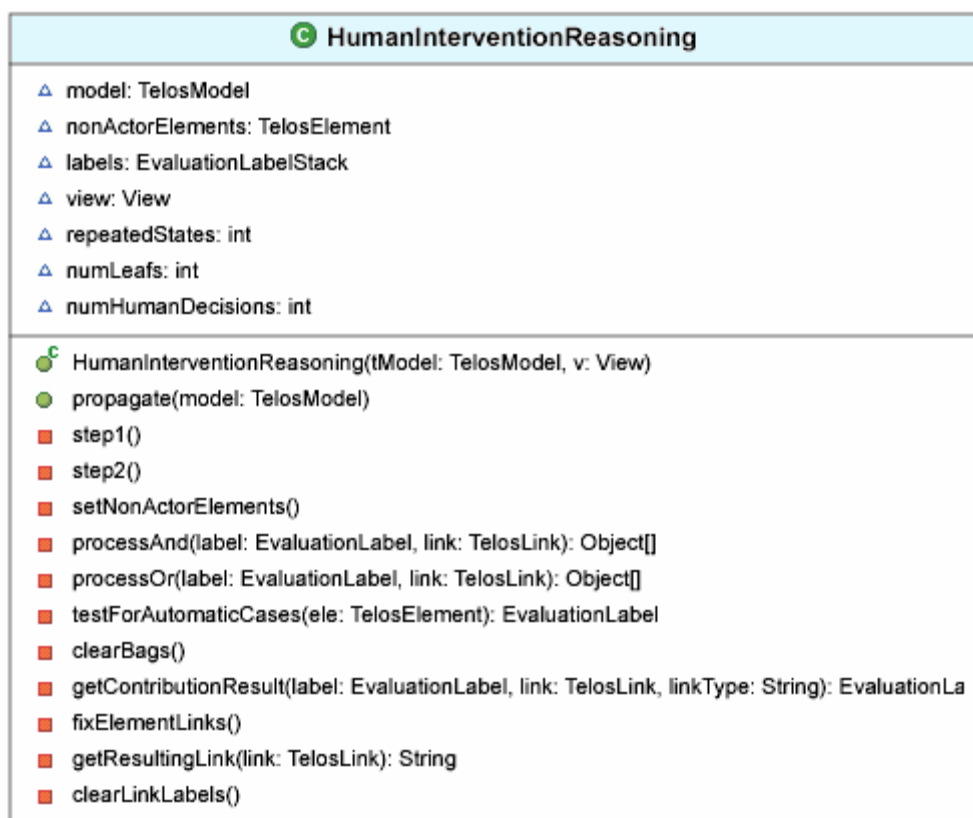 C HumanInterventionReasoning
model: TelosModel
nonActorElements: TelosElement
labels: EvaluationLabelStack
view: View
repeatedStates: int
numLeafs: int
numHumanDecisions: int
C HumanInterventionReasoning(tModel: TelosModel, v: View)
propagate(model: TelosModel)
step1()
step2()
setNonActorElements()
processAnd(label: EvaluationLabel, link: TelosLink): Object[]
processOr(label: EvaluationLabel, link: TelosLink): Object[]
testForAutomaticCases(ele: TelosElement): EvaluationLabel
clearBags()
getContributionResult(label: EvaluationLabel, link: TelosLink, linkType: String): EvaluationLa
fixElementLinks()
getResultingLink(link: TelosLink): String
clearLinkLabels()